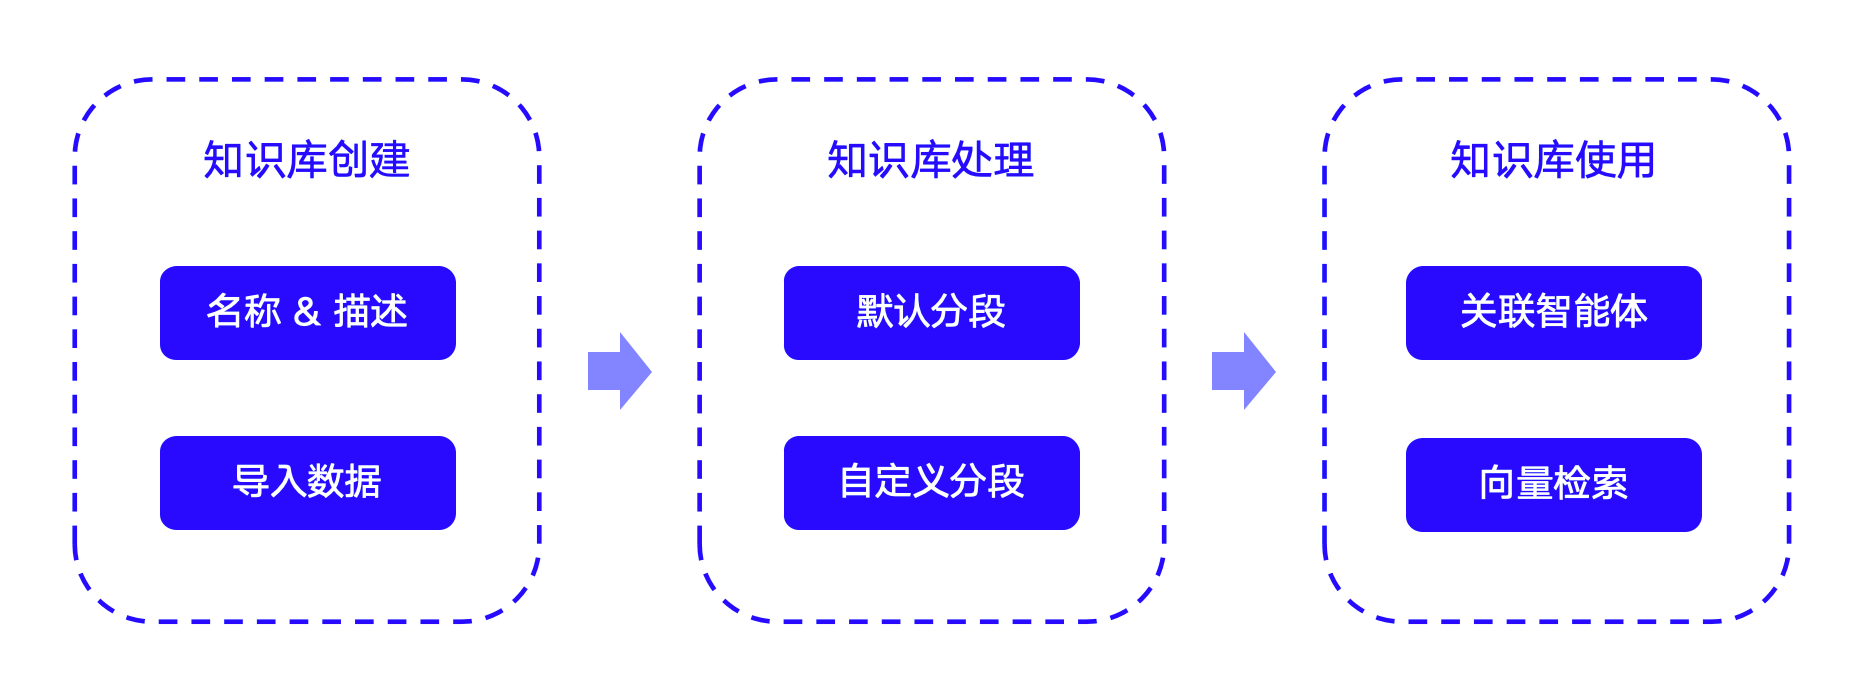 知识库创建
名称 & 描述
导入数据
知识库处理
默认分段
自定义分段
知识库使用
关联智能体
向量检索